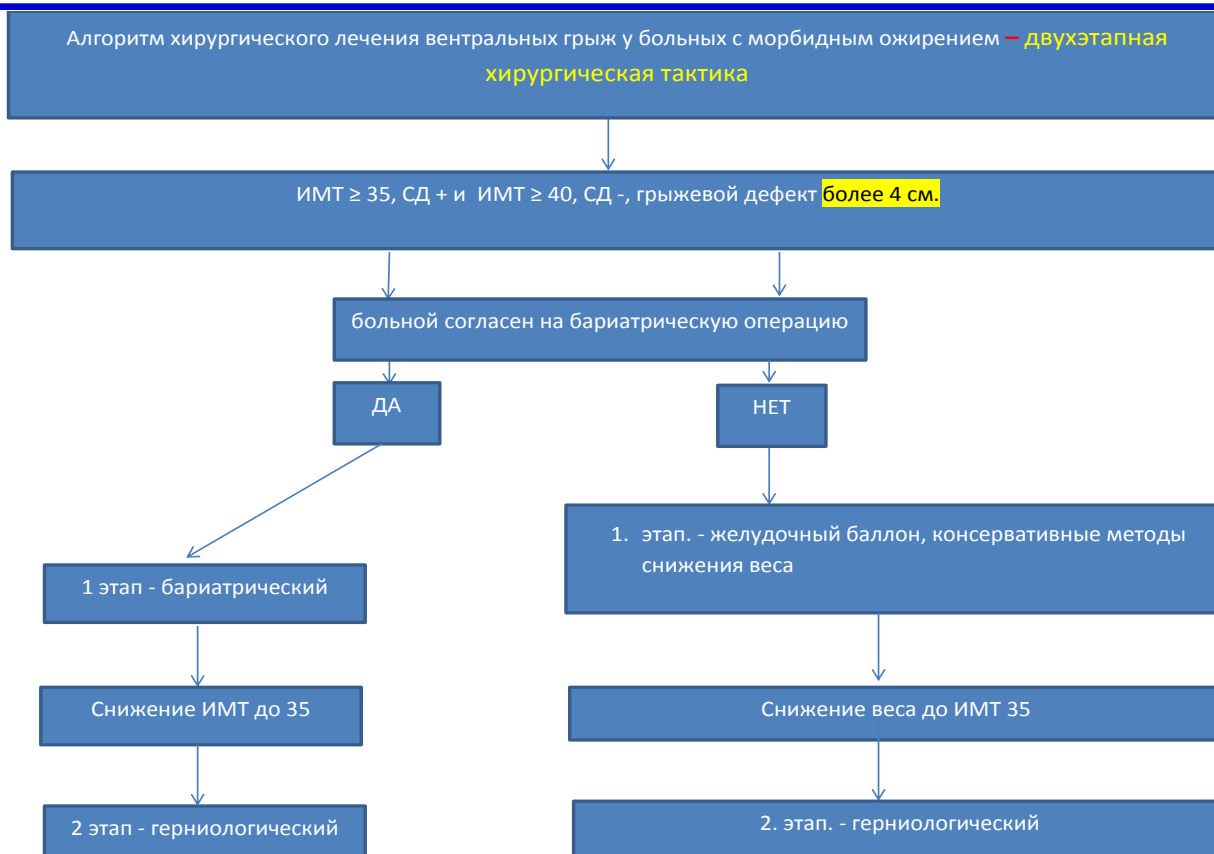 Алгоритм хирургического лечения вентральных грыж у больных с морбидным ожирением – двухэтапная
хирургическая тактика
ИМТ ≥ 35, СД + и ИМТ ≥ 40, СД -, грыжевой дефект более 4 см.
больной согласен на бариатрическую операцию
ДА
НЕТ
1 этап - бариатрический
Снижение ИМТ до 35
2 этап - герниологический
1. этап. - желудочный баллон, консервативные методы
снижения веса
Снижение веса до ИМТ 35
2. этап. - герниологический